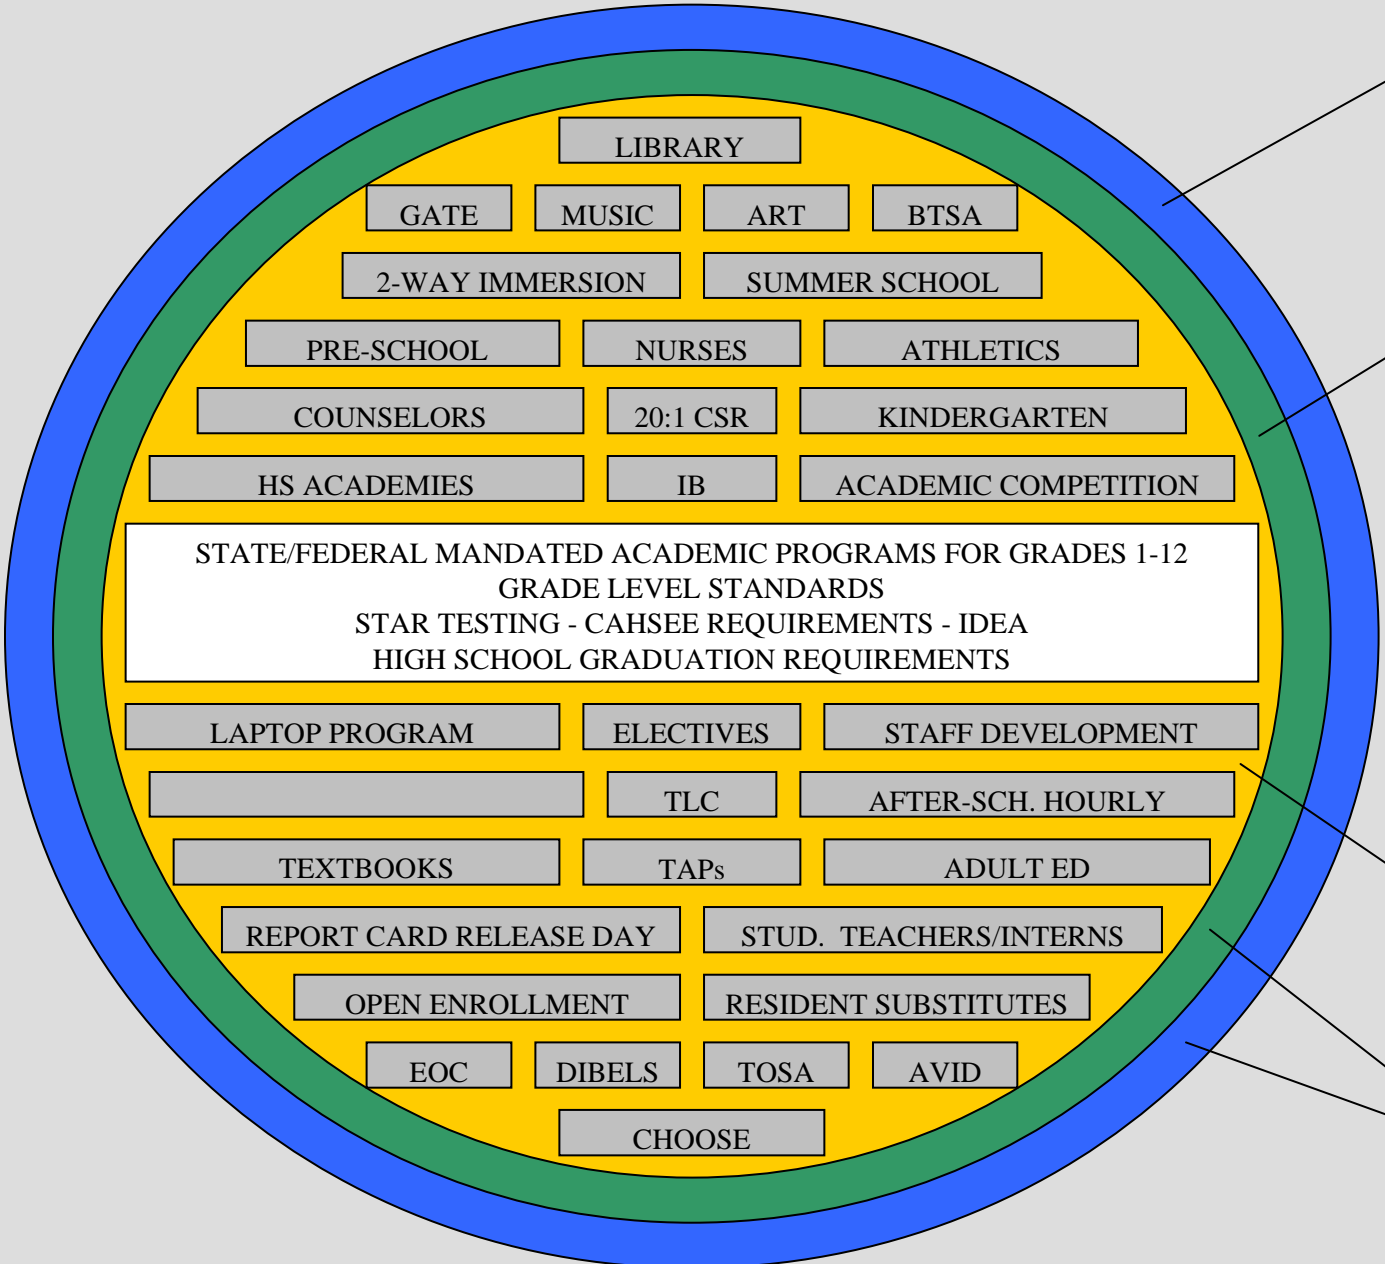 LIBRARY
GATE MUSIC ART BTSA
2-WAY IMMERSION SUMMER SCHOOL
PRE-SCHOOL NURSES ATHLETICS
COUNSELORS 20:1 CSR KINDERGARTEN
HS ACADEMIES IB ACADEMIC COMPETITION
STATE/FEDERAL MANDATED ACADEMIC PROGRAMS FOR GRADES 1-12
GRADE LEVEL STANDARDS
STAR TESTING - CAHSEE REQUIREMENTS - IDEA
HIGH SCHOOL GRADUATION REQUIREMENTS
LAPTOP PROGRAM ELECTIVES STAFF DEVELOPMENT
TLC AFTER-SCH. HOURLY
TEXTBOOKS TAPs ADULT ED
REPORT CARD RELEASE DAY STUD. TEACHERS/INTERNS
OPEN ENROLLMENT RESIDENT SUBSTITUTES
EOC DIBELS TOSA AVID
CHOOSE